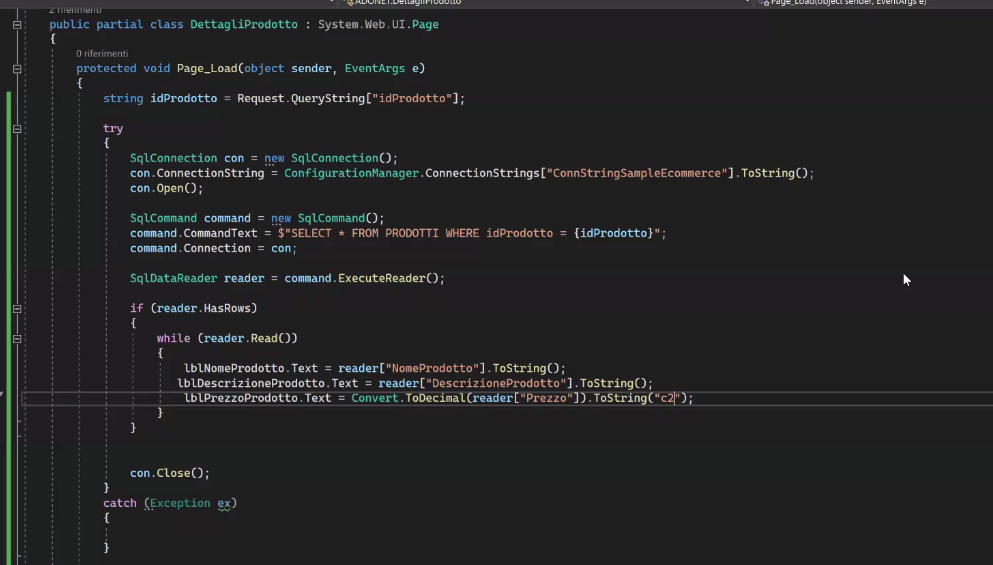 ADONET.DettagliProdotto Page_Load(object sender, EventArgs e)
2 riferimenti
public partial class DettagliProdotto : System.Web.UI.Page
{
0 riferimenti
protected void Page_Load(object sender, EventArgs e)
{
string idProdotto = Request.QueryString["idProdotto"];
try
{
SqlConnection con = new SqlConnection();
con.ConnectionString = ConfigurationManager.ConnectionStrings["ConnStringSampleEcommerce"].ToString();
con.Open();
SqlCommand command = new SqlCommand();
command.CommandText = $"SELECT * FROM PRODOTTI WHERE idProdotto = {idProdotto}";
command.Connection = con;
SqlDataReader reader = command.ExecuteReader();
if (reader.HasRows)
{
while (reader.Read())
{
lblNomeProdotto.Text = reader["NomeProdotto"].ToString();
lblDescrizioneProdotto.Text = reader["DescrizioneProdotto"].ToString();
lblPrezzoProdotto.Text = Convert.ToDecimal(reader["Prezzo"]).ToString("c2");
}
}
con.Close();
}
catch (Exception ex)
{
}